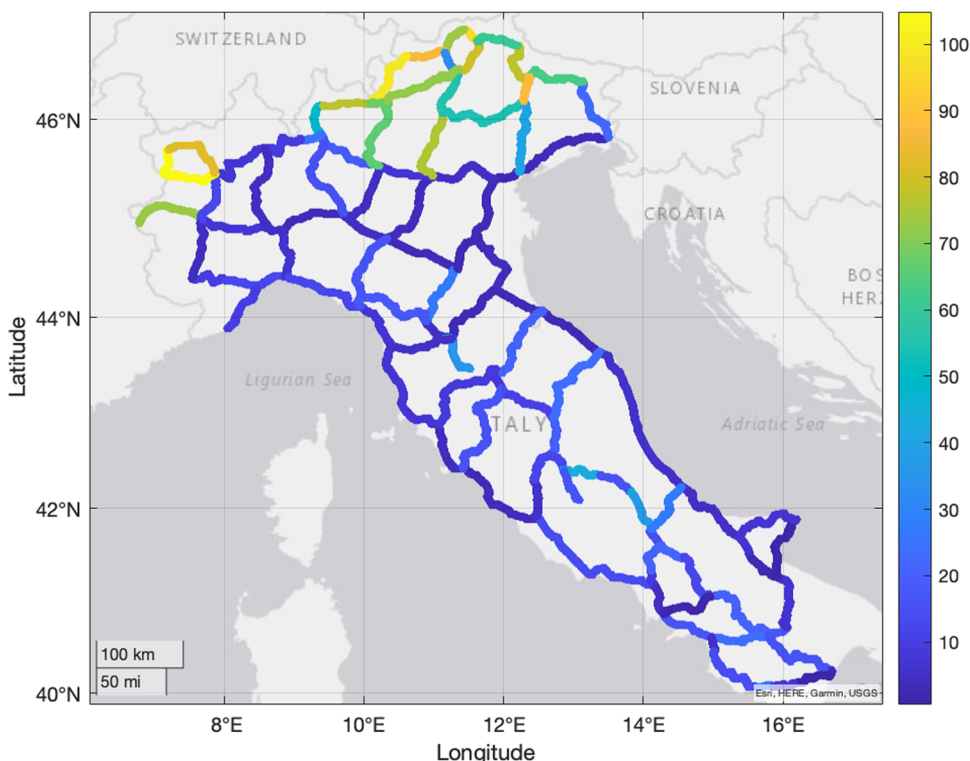 SWITZERLAND
SLOVENIA
CROATIA
BOS
HERZ
Ligurian Sea
Adriatic Sea
ITALY
46°N
44°N
42°N
40°N
8°E
10°E
12°E
14°E
16°E
Latitude
Longitude
100 km
50 mi
Esri, HERE, Garmin, USGS
100
90
80
70
60
50
40
30
20
10